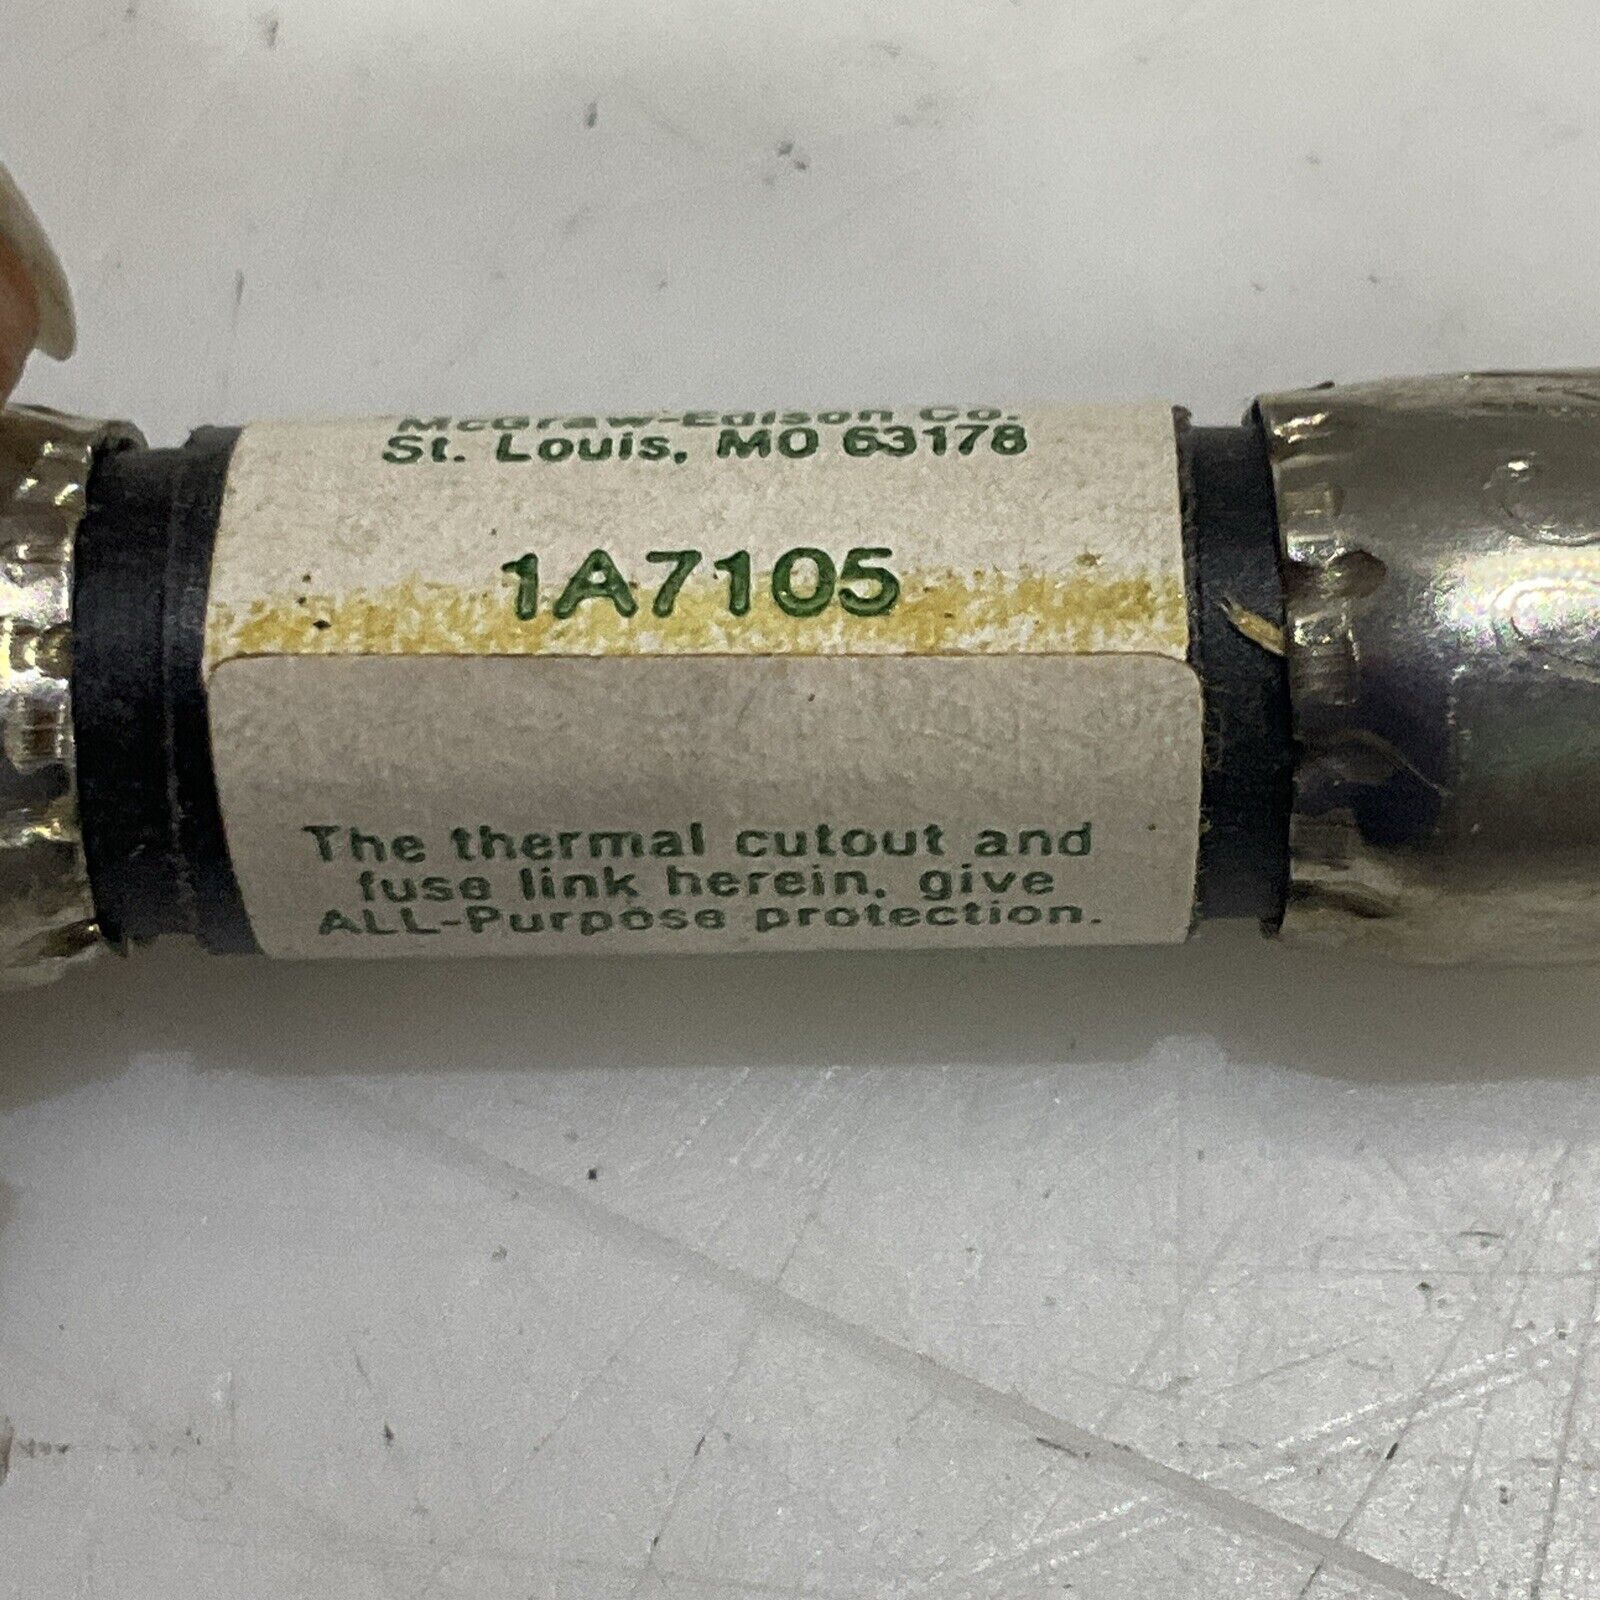 McGraw-Edison Co.
St. Louis, MO 63178
1A7105
The thermal cutout and
fuse link herein, give
ALL-Purpose protection.